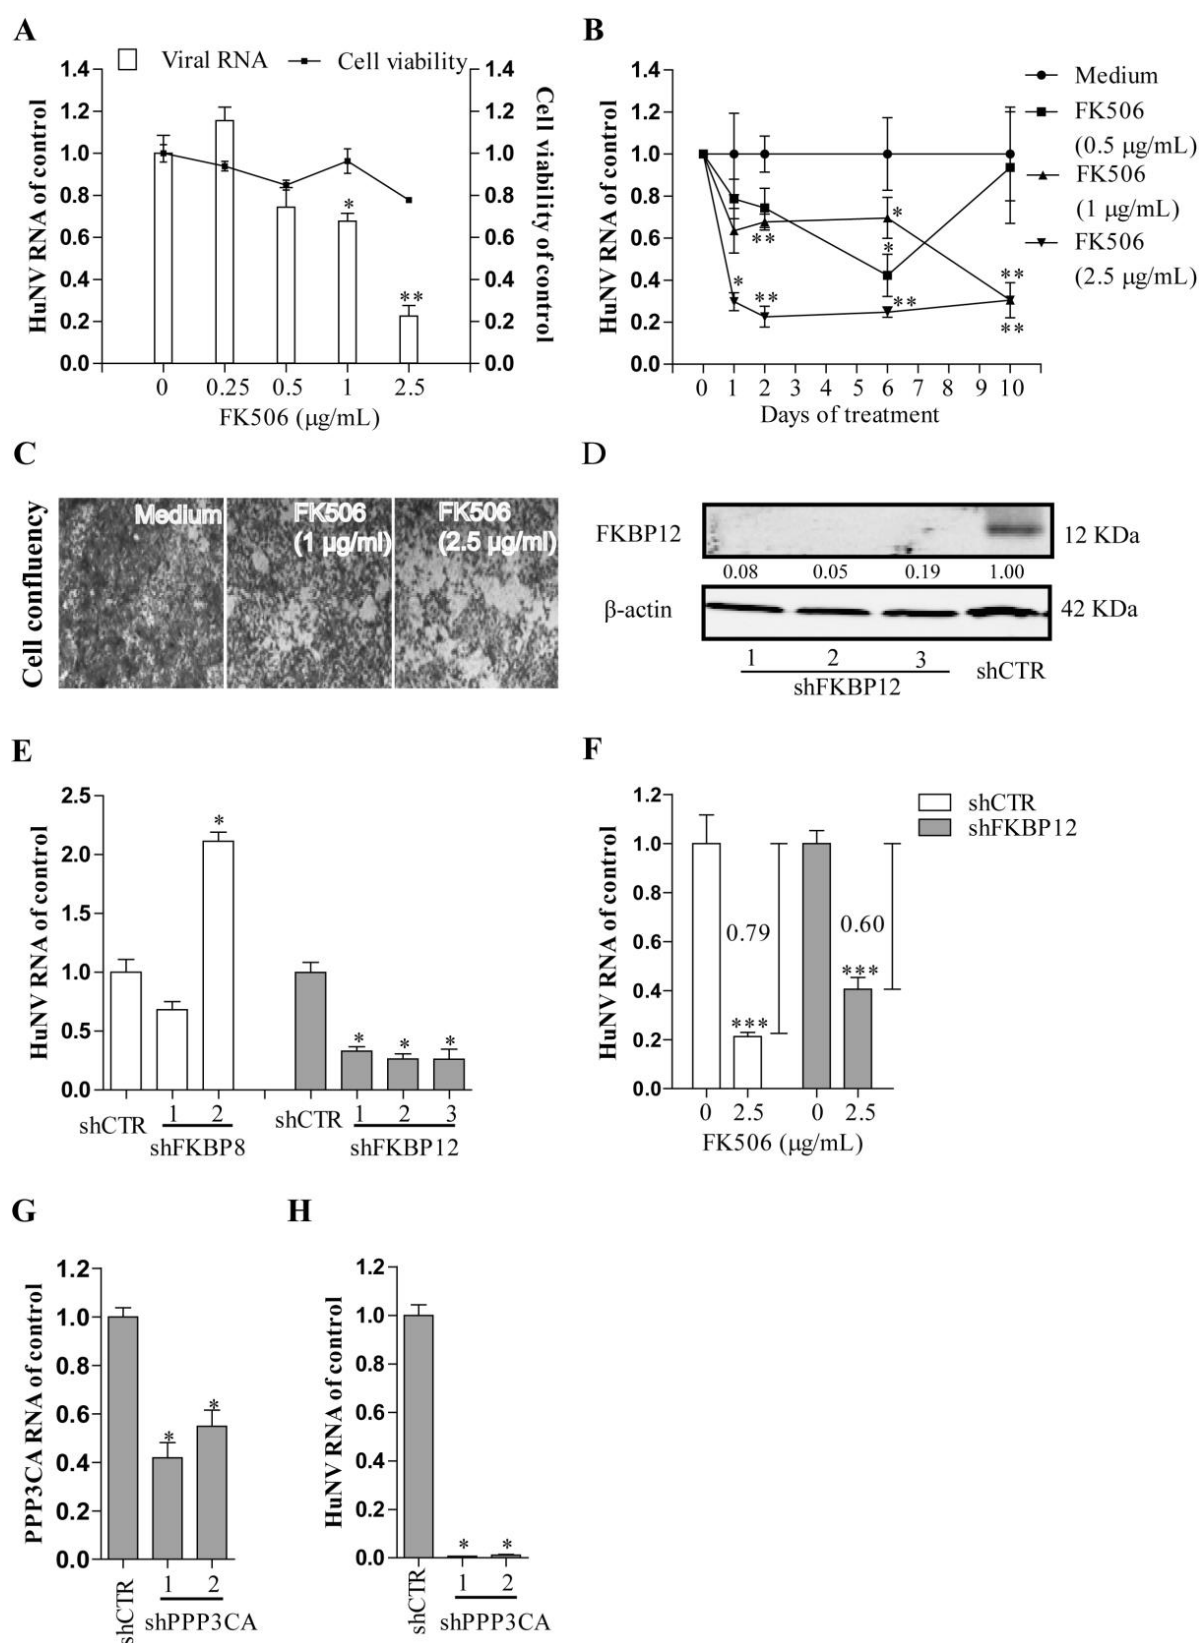 A
Viral RNA
Cell viability
HuNV RNA of control
1.4
1.2
1.0
0.8
0.6
0.4
0.2
0.0
*
**
1.4
1.2
1.0
0.8
0.6
0.4
0.2
0.0
Cell viability of control
0 0.25 0.5 1 2.5
FK506 (μg/mL)
B
HuNV RNA of control
1.4
1.2
1.0
0.8
0.6
0.4
0.2
0.0
*
**
*
**
*
**
**
**
0 1 2 3 4 5 6 7 8 9 10
Days of treatment
Medium
FK506
(0.5 μg/mL)
FK506
(1 μg/mL)
FK506
(2.5 μg/mL)
C
Cell confluency
Medium
FK506
(1 μg/ml)
FK506
(2.5 μg/ml)
D
FKBP12
12 KDa
0.08 0.05 0.19 1.00
β-actin
42 KDa
1 2 3 shCTR
shFKBP12
E
HuNV RNA of control
2.5
2.0
1.5
1.0
0.5
0.0
*
* * *
shCTR 1 2 shCTR 1 2 3
shFKBP8 shFKBP12
F
HuNV RNA of control
1.2
1.0
0.8
0.6
0.4
0.2
0.0
0.79
0.60
***
***
shCTR
shFKBP12
0 2.5 0 2.5
FK506 (μg/mL)
G
PPP3CA RNA of control
1.2
1.0
0.8
0.6
0.4
0.2
0.0
* *
shCTR 1 2
shPPP3CA
H
HuNV RNA of control
1.2
1.0
0.8
0.6
0.4
0.2
0.0
* *
shCTR 1 2
shPPP3CA